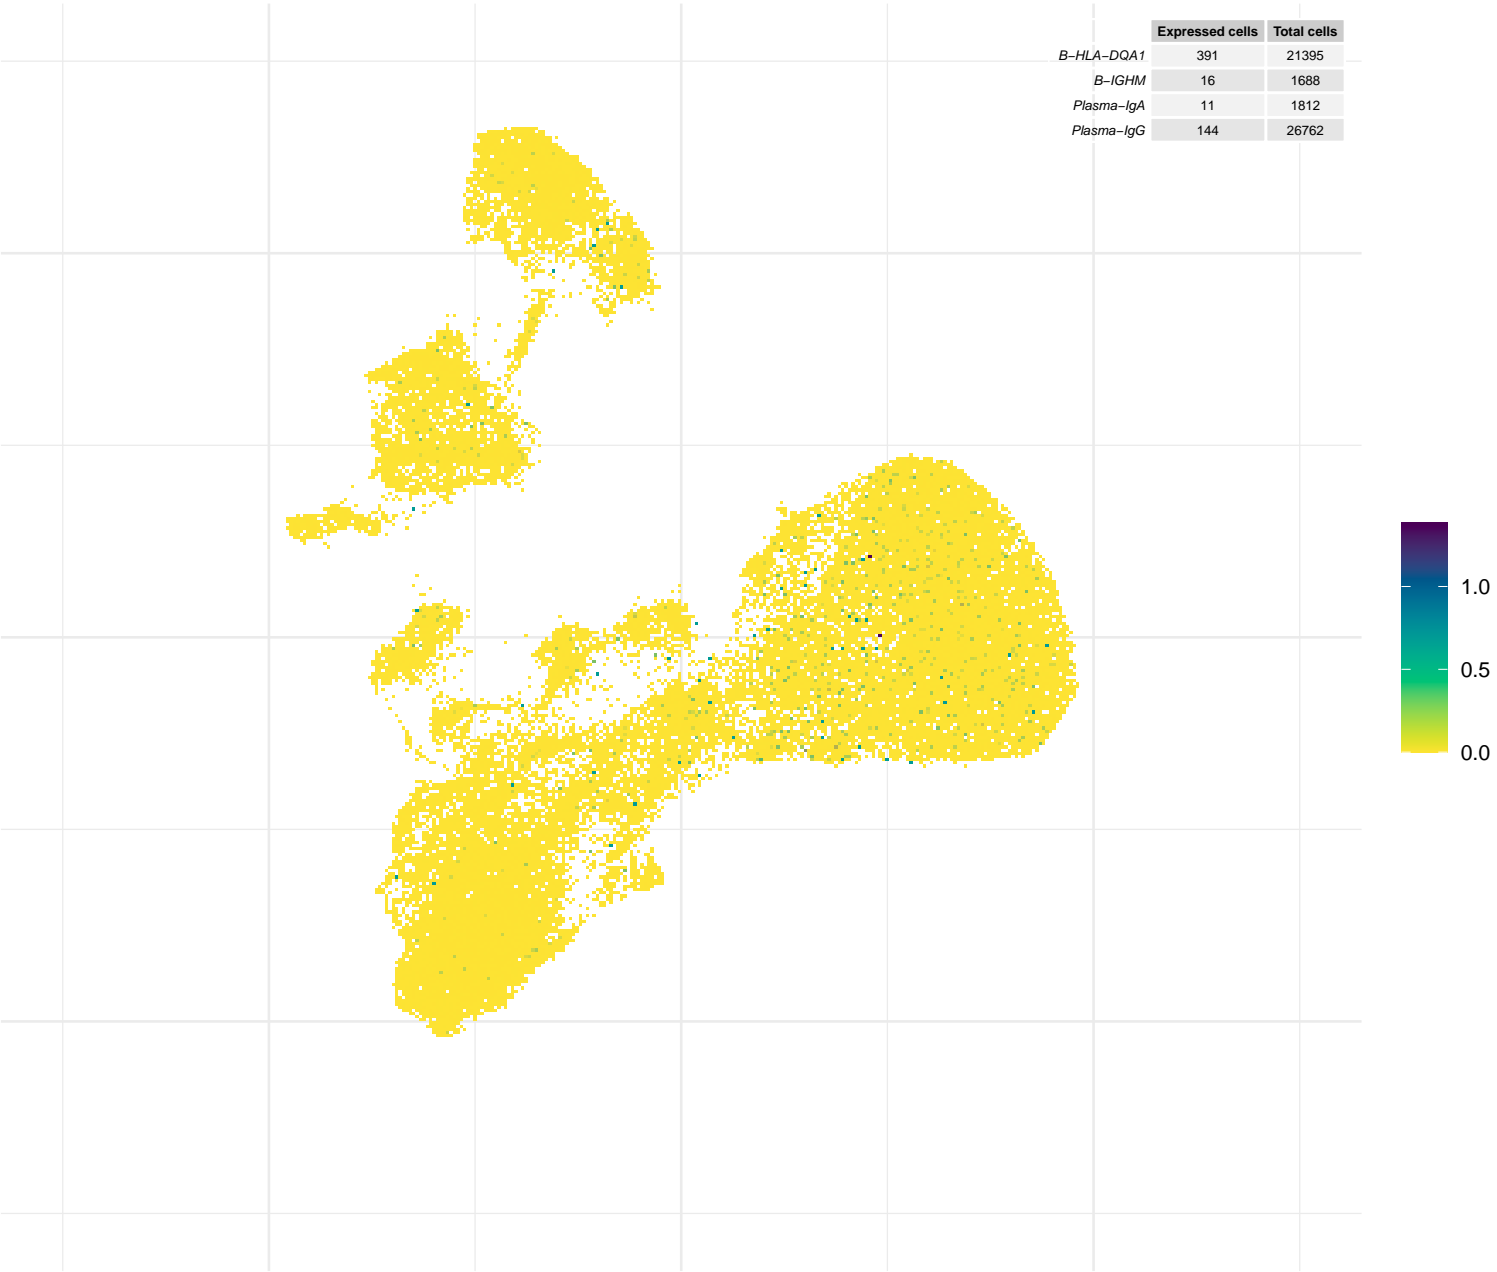 Expressed cells Total cells
B−HLA−DQA1 391 21395
B−IGHM 16 1688
Plasma−IgA 11 1812
Plasma−IgG 144 26762
1.0
0.5
0.0